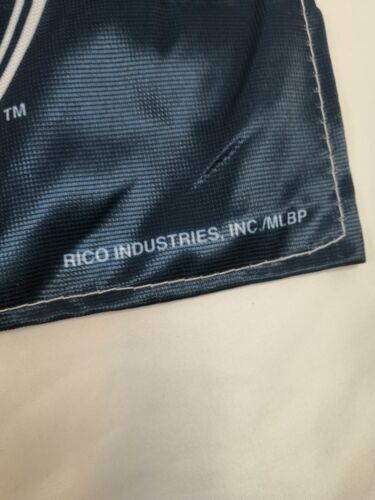 TM
RICO INDUSTRIES, INC./MLBP